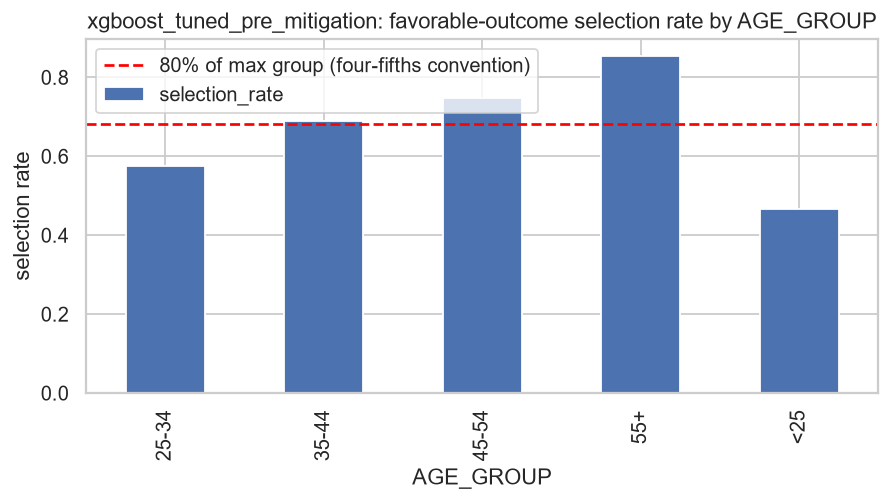 xgboost_tuned_pre_mitigation: favorable-outcome selection rate by AGE_GROUP
80% of max group (four-fifths convention)
selection_rate
selection rate
0.8
0.6
0.4
0.2
0.0
25-34
35-44
45-54
55+
<25
AGE_GROUP